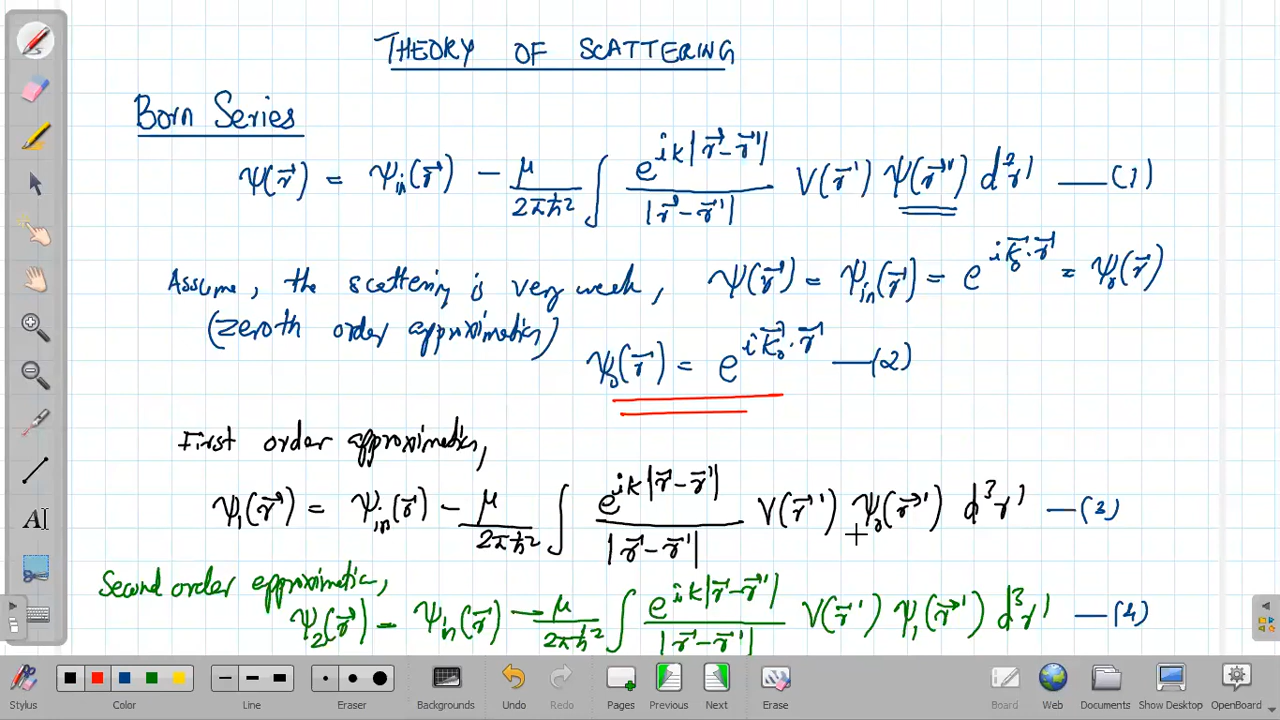 THEORY OF SCATTERING
Born Series
ψ(r⃗) = ψin(r⃗) − μ/2πħ² ∫ e^{ik|r⃗−r⃗'|}/|r⃗−r⃗'| V(r⃗') ψ(r⃗') d³r' —(1)
Assume, the scattering is very weak, ψ(r⃗) = ψin(r⃗) = e^{ik⃗₀·r⃗} = ψ₀(r⃗)
(zeroth order approximation)
ψ₀(r⃗) = e^{ik⃗₀·r⃗} —(2)
First order approximation,
ψ₁(r⃗) = ψin(r⃗) − μ/2πħ² ∫ e^{ik|r⃗−r⃗'|}/|r⃗−r⃗'| V(r⃗') ψ₀(r⃗') d³r' —(3)
Second order approximation,
ψ₂(r⃗) = ψin(r⃗) − μ/2πħ² ∫ e^{ik|r⃗−r⃗'|}/|r⃗−r⃗'| V(r⃗') ψ₁(r⃗') d³r' —(4)
Stylus Color Line Eraser Backgrounds Undo Redo Pages Previous Next Erase Board Web Documents Show Desktop OpenBoard